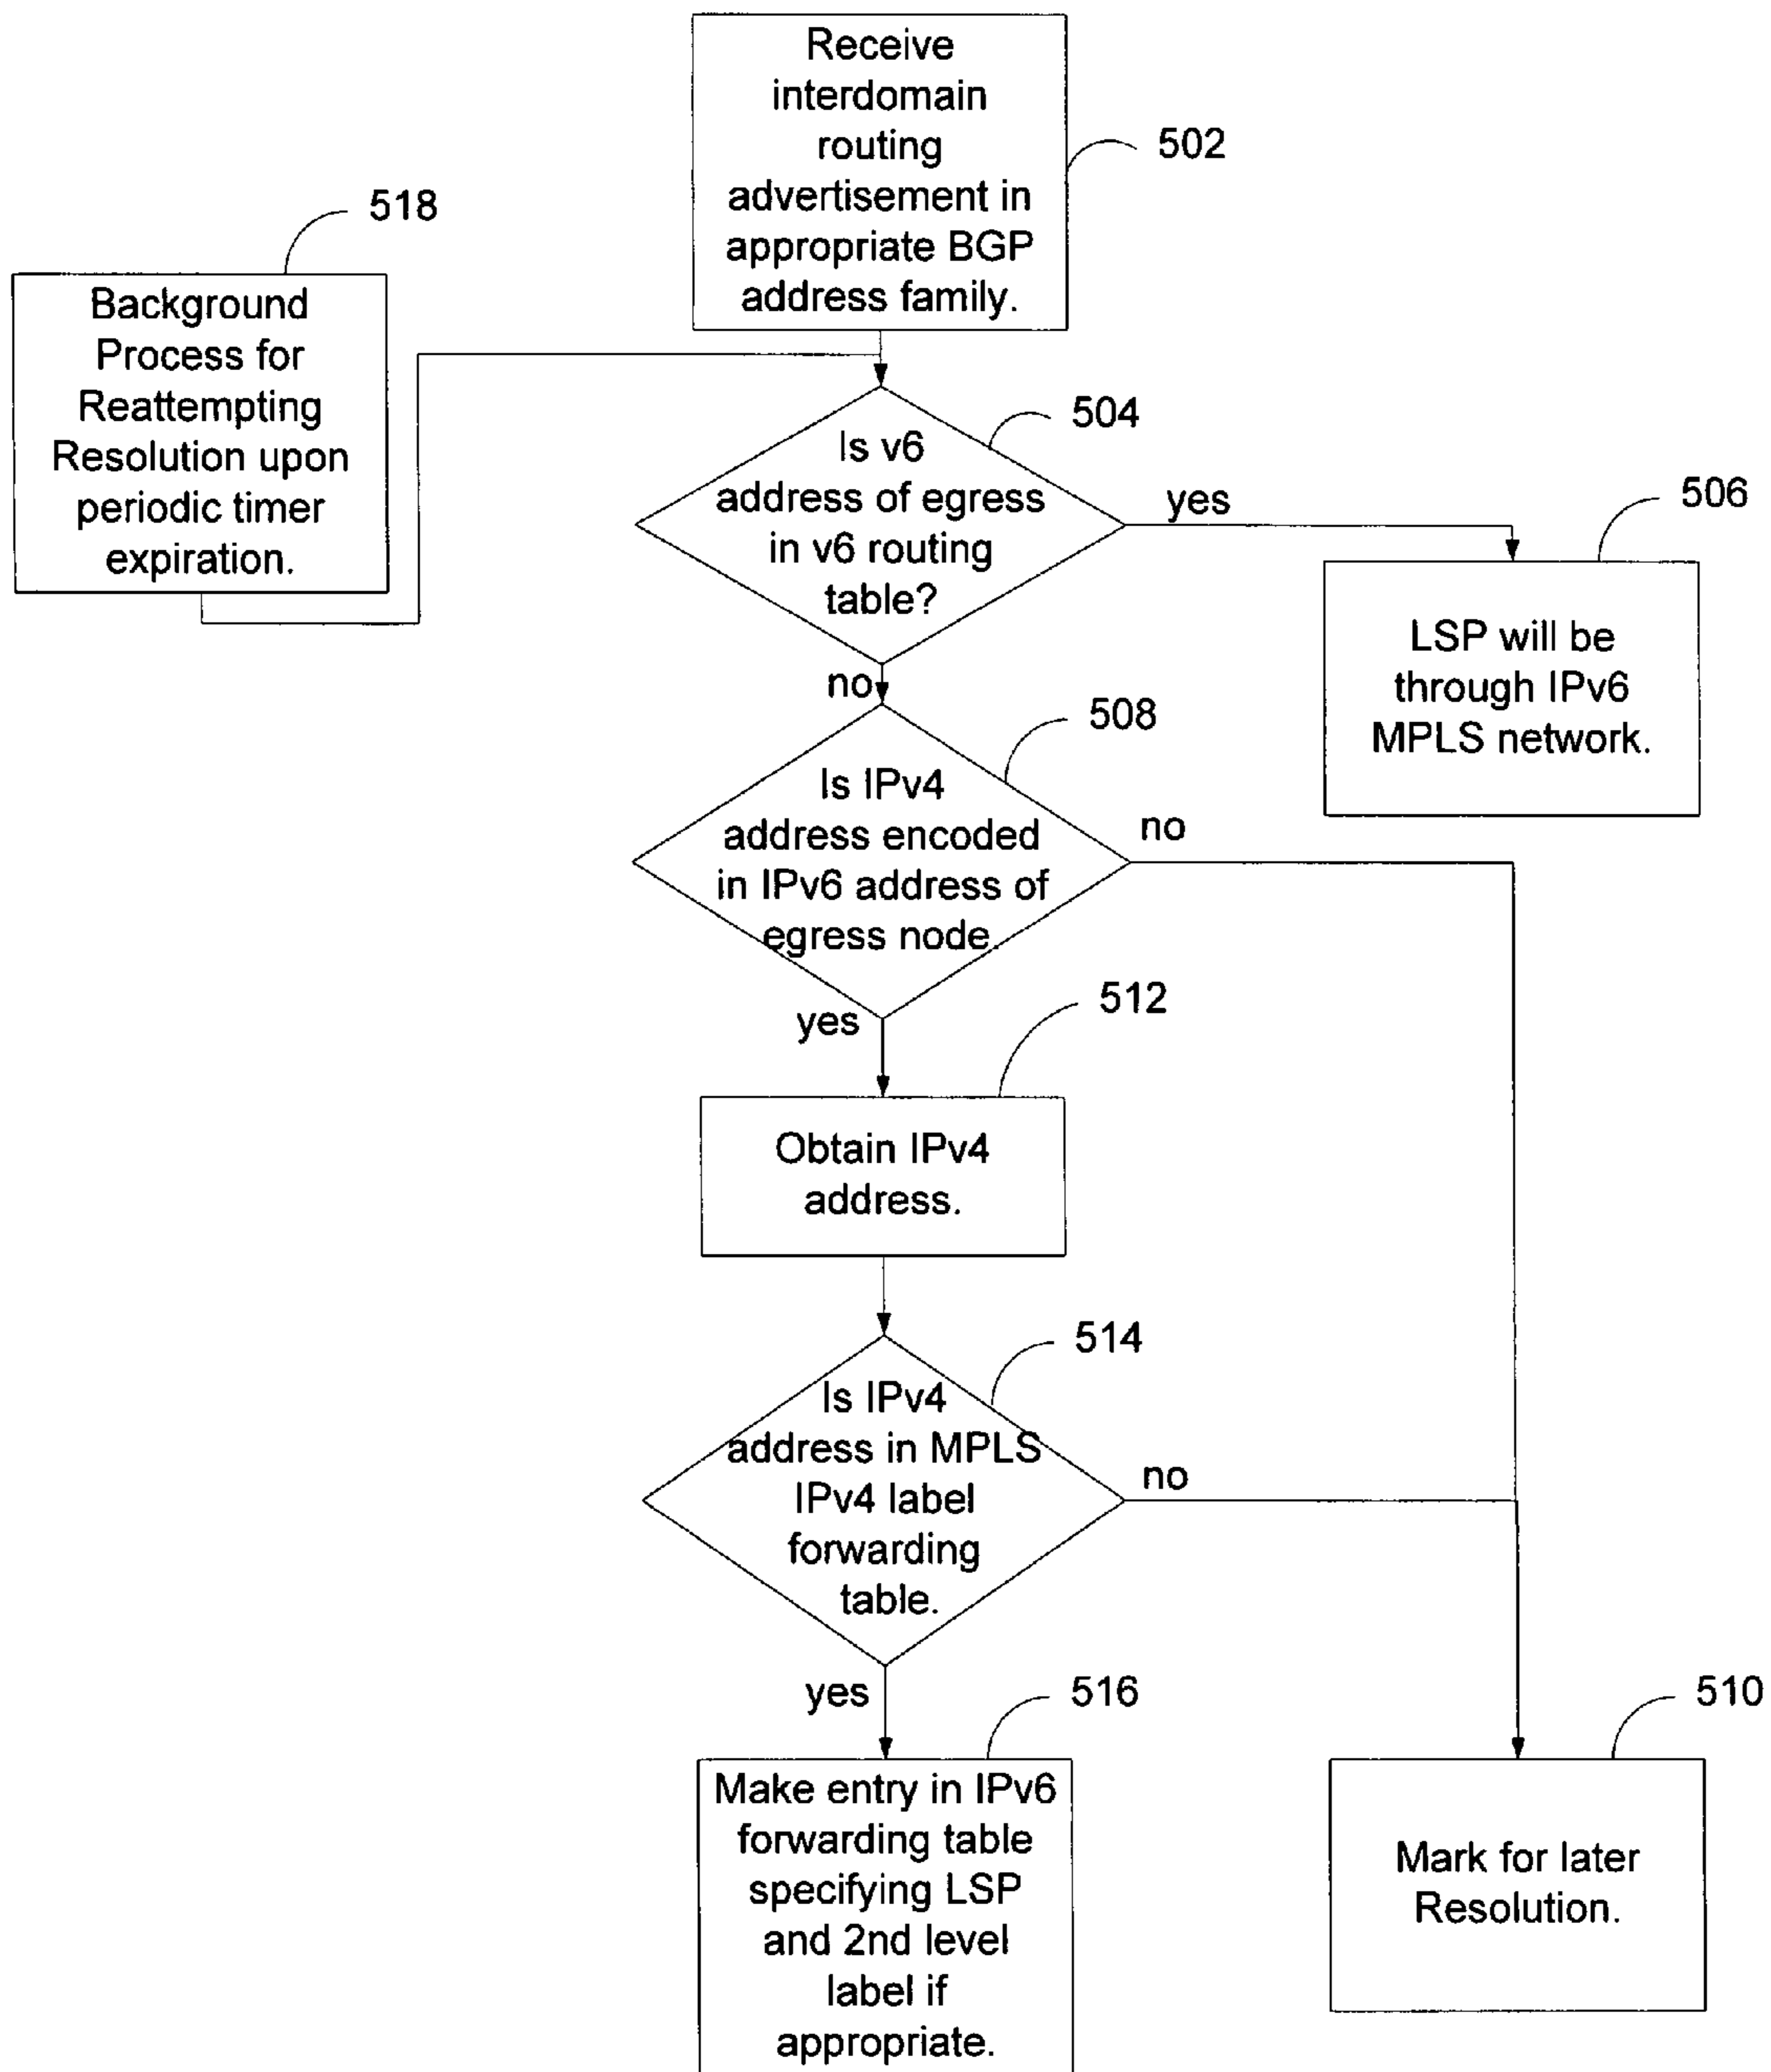 Receive
interdomain
routing
advertisement in
appropriate BGP
address family.
502
518
Background
Process for
Reattempting
Resolution upon
periodic timer
expiration.
504
Is v6
address of egress
in v6 routing
table?
yes
506
LSP will be
through IPv6
MPLS network.
no
508
Is IPv4
address encoded
in IPv6 address of
egress node.
no
yes
512
Obtain IPv4
address.
514
Is IPv4
address in MPLS
IPv4 label
forwarding
table.
no
yes
516
Make entry in IPv6
forwarding table
specifying LSP
and 2nd level
label if
appropriate.
510
Mark for later
Resolution.